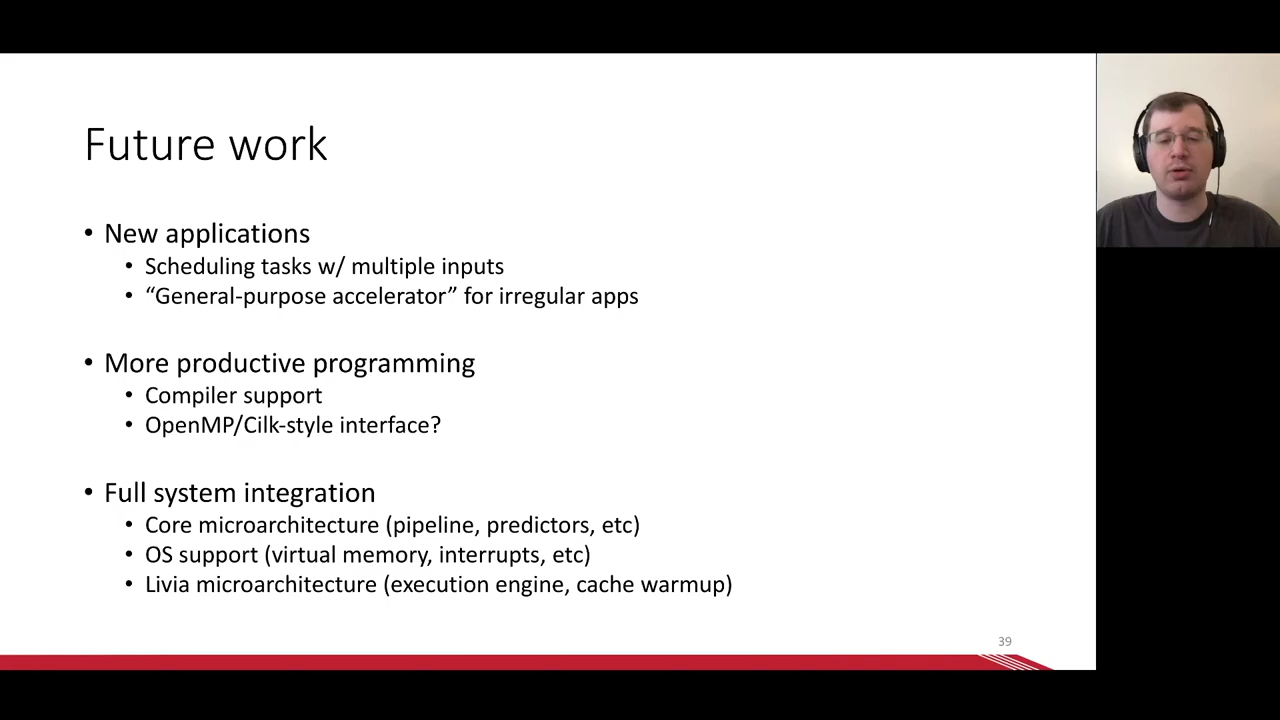 Future work
• New applications
• Scheduling tasks w/ multiple inputs
• “General-purpose accelerator” for irregular apps
• More productive programming
• Compiler support
• OpenMP/Cilk-style interface?
• Full system integration
• Core microarchitecture (pipeline, predictors, etc)
• OS support (virtual memory, interrupts, etc)
• Livia microarchitecture (execution engine, cache warmup)
39